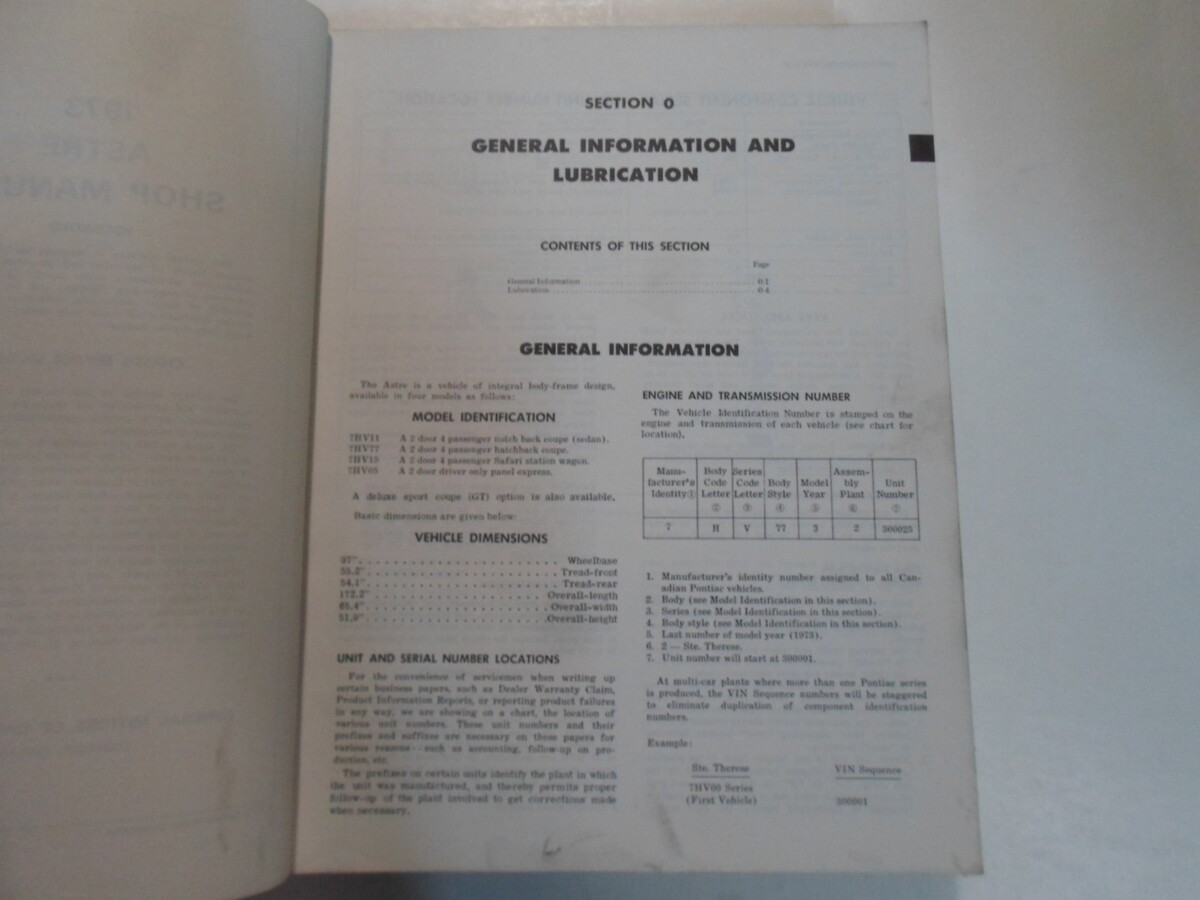 SECTION 0
GENERAL INFORMATION AND
LUBRICATION
CONTENTS OF THIS SECTION
Page
General Information 0-1
Lubrication 0-4
GENERAL INFORMATION
The Astre is a vehicle of integral body-frame design,
available in four models as follows:
MODEL IDENTIFICATION
7HV11 A 2 door 4 passenger notch back coupe (sedan).
7HV77 A 2 door 4 passenger hatchback coupe.
7HV15 A 2 door 4 passenger Safari station wagon.
7HV05 A 2 door driver only panel express.
A deluxe sport coupe (GT) option is also available.
Basic dimensions are given below:
VEHICLE DIMENSIONS
97" Wheelbase
55.2" Tread-front
54.1" Tread-rear
172.2" Overall-length
65.4" Overall-width
51.9" Overall-height
UNIT AND SERIAL NUMBER LOCATIONS
For the convenience of servicemen when writing up
certain business papers, such as Dealer Warranty Claim,
Product Information Reports, or reporting product failures
in any way, we are showing on a chart, the location of
various unit numbers. These unit numbers and their
prefixes and suffixes are necessary on these papers for
various reasons--such as accounting, follow-up on pro-
duction, etc.
The prefixes on certain units identify the plant in which
the unit was manufactured, and thereby permits proper
follow-up of the plant involved to get corrections made
when necessary.
ENGINE AND TRANSMISSION NUMBER
The Vehicle Identification Number is stamped on the
engine and transmission of each vehicle (see chart for
location).
Manu- Body Series Assem-
facturer's Code Code Body Model bly Unit
Identity① Letter Letter Style Year Plant Number
② ③ ④ ⑤ ⑥ ⑦
7 H V 77 3 2 300025
1. Manufacturer's identity number assigned to all Can-
adian Pontiac vehicles.
2. Body (see Model Identification in this section).
3. Series (see Model Identification in this section).
4. Body style (see Model Identification in this section).
5. Last number of model year (1973).
6. 2 — Ste. Therese.
7. Unit number will start at 300001.
At multi-car plants where more than one Pontiac series
is produced, the VIN Sequence numbers will be staggered
to eliminate duplication of component identification
numbers.
Example:
Ste. Therese VIN Sequence
7HV00 Series
(First Vehicle) 300001